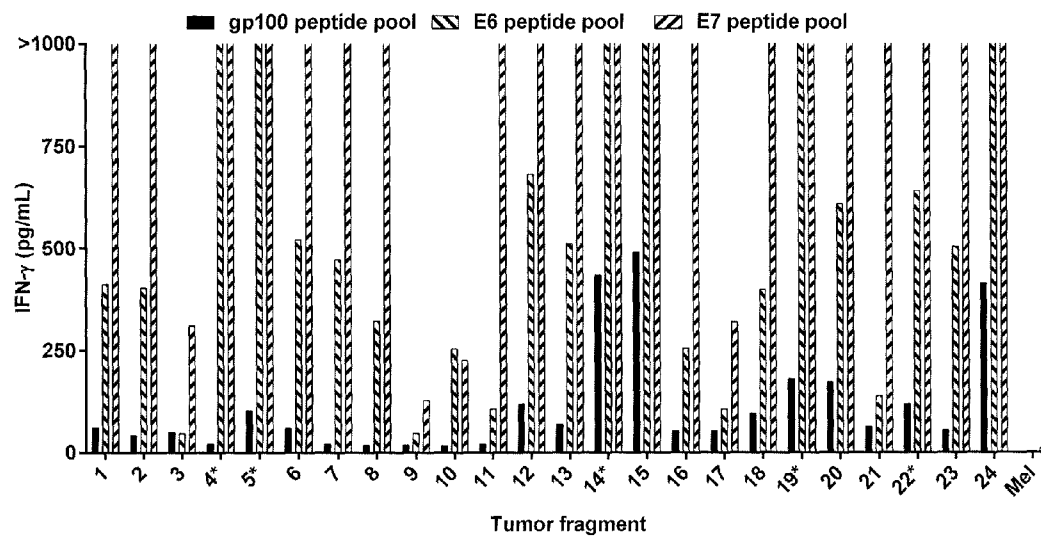 gp100 peptide pool E6 peptide pool E7 peptide pool
>1000
750
500
250
0
IFN-γ (pg/mL)
1 2 3 4* 5* 6 7 8 9 10 11 12 13 14* 15 16 17 18 19* 20 21 22* 23 24 Mel
Tumor fragment